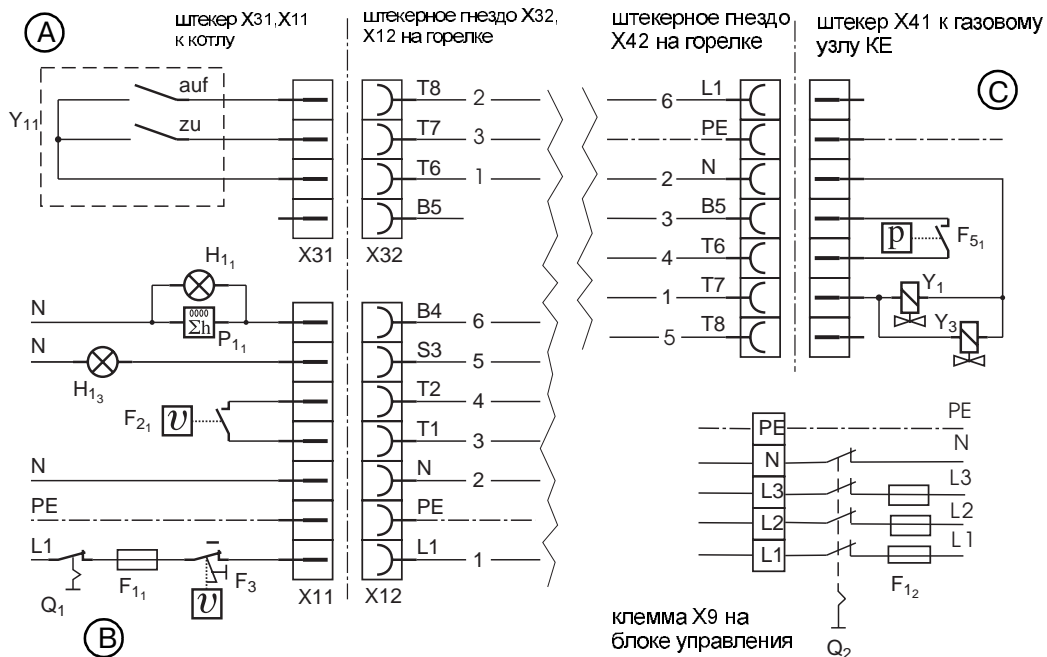 A
штекер X31,X11
к котлу
штекерное гнездо X32,
X12 на горелке
штекерное гнездо
X42 на горелке
штекер X41 к газовому
узлу КЕ
C
Y11
auf
zu
T8 2
T7 3
T6 1
B5
X31
X32
6 L1
PE
2 N
3 B5
4 T6
1 T7
5 T8
p
F51
Y1
Y3
H11
N
0000
Σh
P11
N
H13
F21
υ
N
PE
L1
Q1
F11
F3
υ
B4 6
S3 5
T2 4
T1 3
N 2
PE
L1 1
X11
X12
B
PE PE
N N
L3 L3
L2 L2
L1 L1
F12
клемма X9 на
блоке управления
Q2